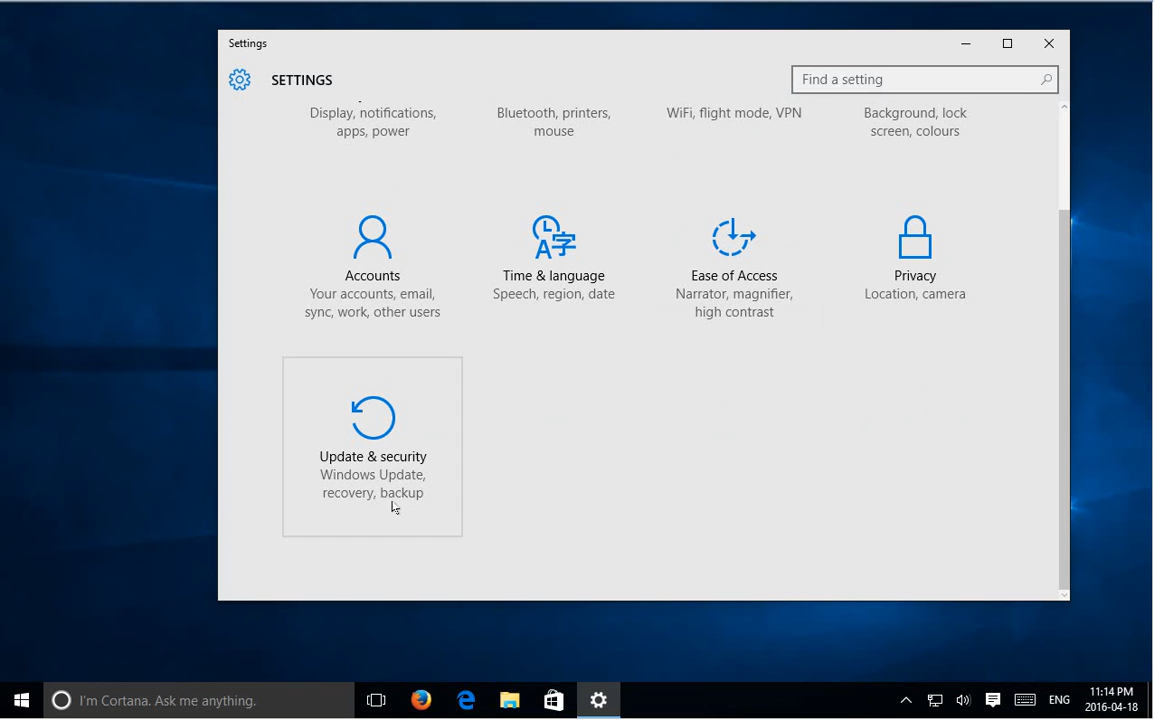 Settings
SETTINGS
Find a setting
Display, notifications,
apps, power
Bluetooth, printers,
mouse
WiFi, flight mode, VPN
Background, lock
screen, colours
Accounts
Your accounts, email,
sync, work, other users
Time & language
Speech, region, date
Ease of Access
Narrator, magnifier,
high contrast
Privacy
Location, camera
Update & security
Windows Update,
recovery, backup
I'm Cortana. Ask me anything.
ENG
11:14 PM
2016-04-18